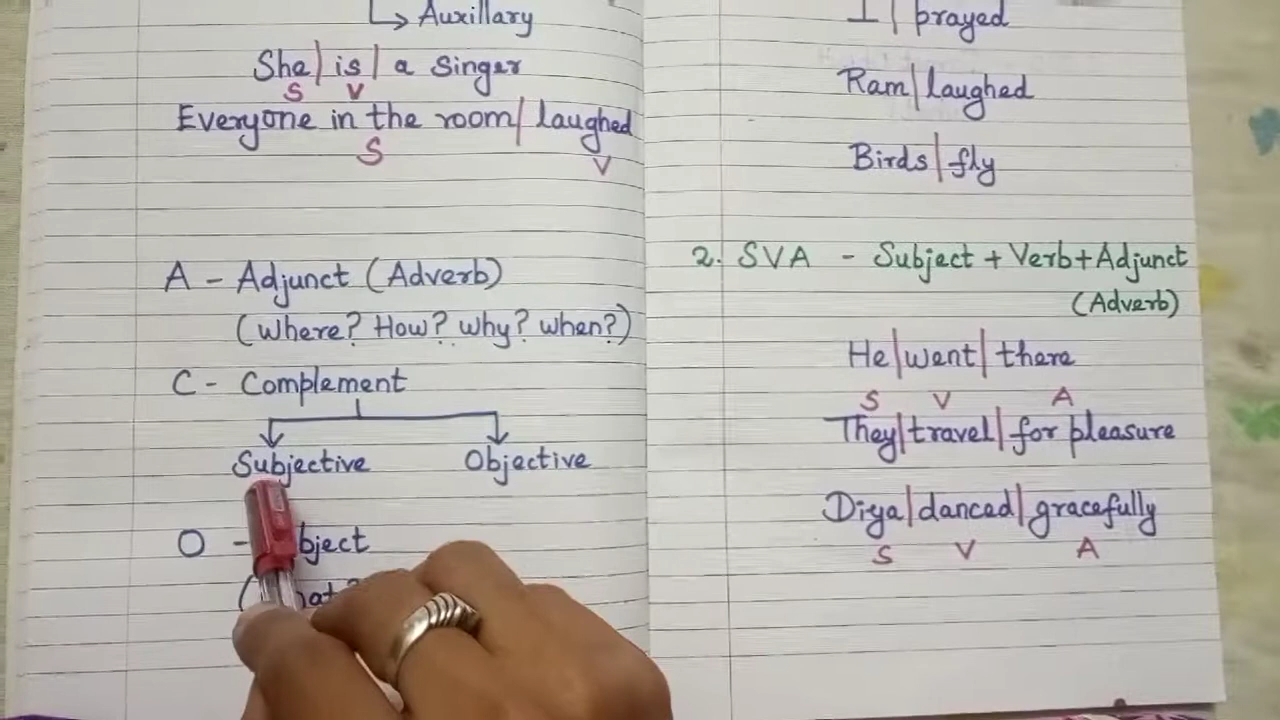 ↳ Auxillary
She | is | a singer
S V
Everyone in the room | laughed
S
V
A - Adjunct (Adverb)
(Where? How? why? when?)
C - Complement
Subjective Objective
O -
I | prayed
Ram | laughed
Birds | fly
2. SVA - Subject + Verb + Adjunct
(Adverb)
He | went | there
S V A
They | travel | for pleasure
Diya | danced | gracefully
S V A